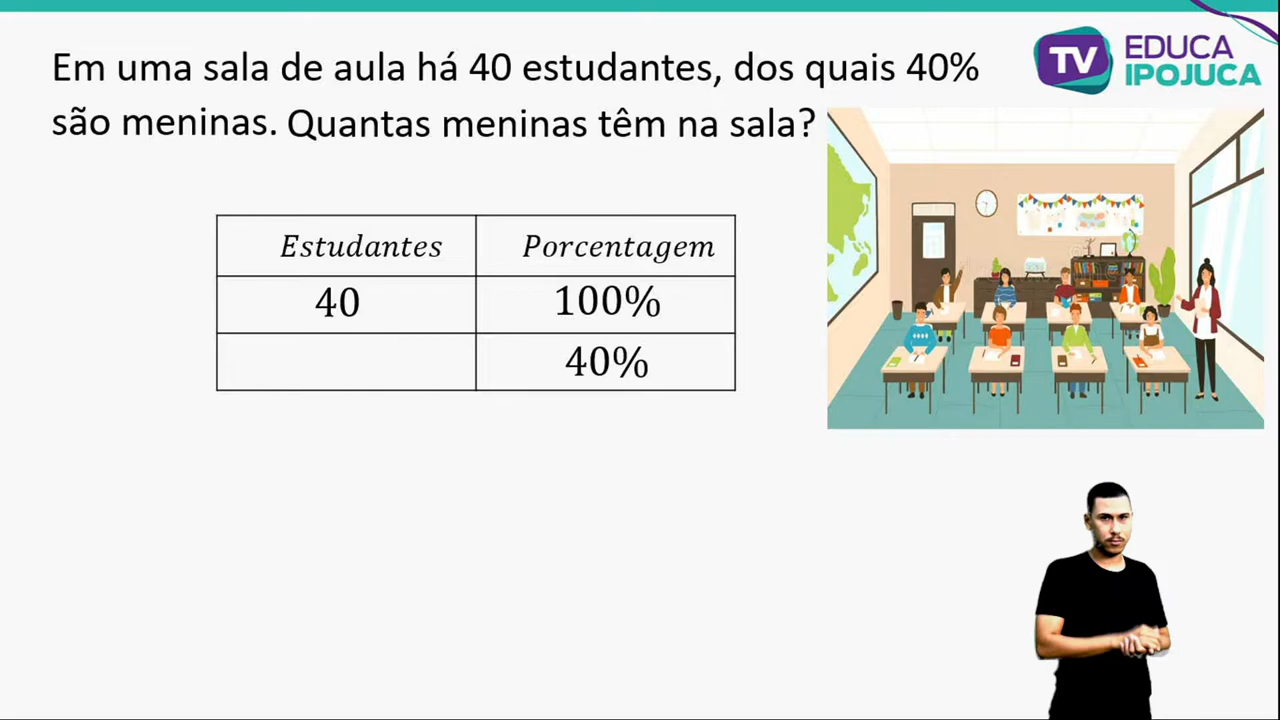 Em uma sala de aula há 40 estudantes, dos quais 40%
são meninas. Quantas meninas têm na sala?
TV EDUCA
IPOJUCA
Estudantes Porcentagem
40 100%
40%